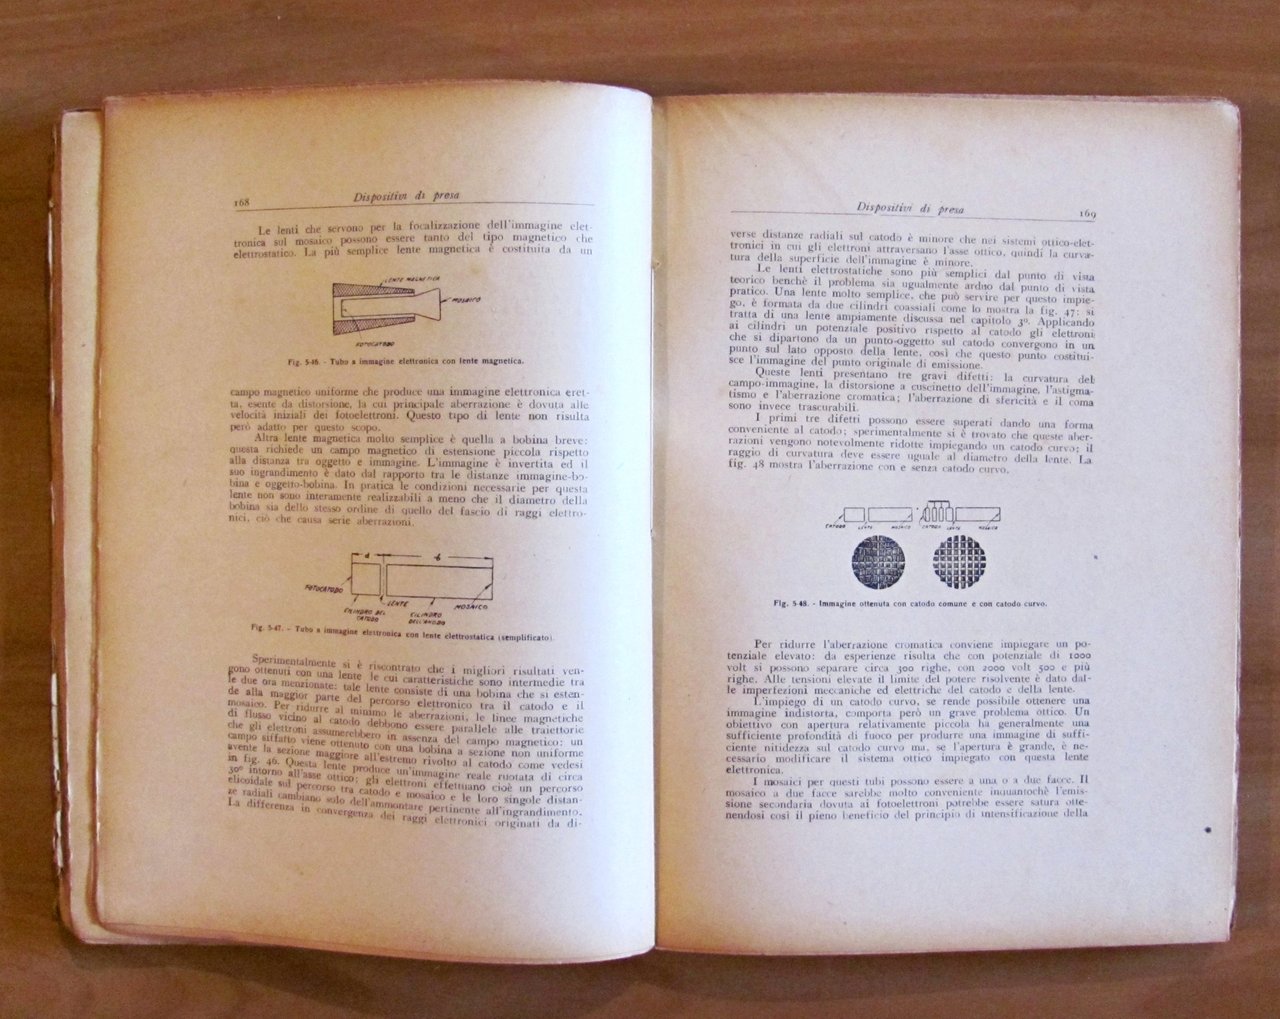 168
Dispositivi di presa
Le lenti che servono per la focalizzazione dell'immagine elet-
tronica sul mosaico possono essere tanto del tipo magnetico che
elettrostatico. La più semplice lente magnetica è costituita da un
LENTE MAGNETICA
MOSAICO
FOTOCATODO
Fig. 5-46. - Tubo a immagine elettronica con lente magnetica.
campo magnetico uniforme che produce una immagine elettronica eret-
ta, esente da distorsione, la cui principale aberrazione è dovuta alle
velocità iniziali dei fotoelettroni. Questo tipo di lente non risulta
però adatto per questo scopo.
Altra lente magnetica molto semplice è quella a bobina breve:
questa richiede un campo magnetico di estensione piccola rispetto
alla distanza tra oggetto e immagine. L'immagine è invertita ed il
suo ingrandimento è dato dal rapporto tra le distanze immagine-bo-
bina e oggetto-bobina. In pratica le condizioni necessarie per questa
lente non sono interamente realizzabili a meno che il diametro della
bobina sia dello stesso ordine di quello del fascio di raggi elettro-
nici, ciò che causa serie aberrazioni.
d
b
FOTOCATODO
CILINDRO DEL CATODO
LENTE
CILINDRO DELL'ANODO
MOSAICO
Fig. 5-47. - Tubo a immagine elettronica con lente elettrostatica (semplificato).
Sperimentalmente si è riscontrato che i migliori risultati ven-
gono ottenuti con una lente le cui caratteristiche sono intermedie tra
le due ora menzionate: tale lente consiste di una bobina che si esten-
de alla maggior parte del percorso elettronico tra il catodo e il
mosaico. Per ridurre al minimo le aberrazioni, le linee magnetiche
di flusso vicino al catodo debbono essere parallele alle traiettorie
che gli elettroni assumerebbero in assenza del campo magnetico: un
campo siffatto viene ottenuto con una bobina a sezione non uniforme
avente la sezione maggiore all'estremo rivolto al catodo come vedesi
in fig. 46. Questa lente produce un'immagine reale ruotata di circa
30° intorno all'asse ottico; gli elettroni effettuano cioè un percorso
elicoidale sul percorso tra catodo e mosaico e le loro singole distan-
ze radiali cambiano solo dell'ammontare pertinente all'ingrandimento.
La differenza in convergenza dei raggi elettronici originati da di-
Dispositivi di presa
169
verse distanze radiali sul catodo è minore che nei sistemi ottico-elet-
tronici in cui gli elettroni attraversano l'asse ottico, quindi la curva-
tura della superficie dell'immagine è minore.
Le lenti elettrostatiche sono più semplici dal punto di vista
teorico benchè il problema sia ugualmente arduo dal punto di vista
pratico. Una lente molto semplice, che può servire per questo impie-
go, è formata da due cilindri coassiali come lo mostra la fig. 47: si
tratta di una lente ampiamente discussa nel capitolo 3°. Applicando
ai cilindri un potenziale positivo rispetto al catodo gli elettroni
che si dipartono da un punto-oggetto sul catodo convergono in un
punto sul lato opposto della lente, così che questo punto costitui-
sce l'immagine del punto originale di emissione.
Queste lenti presentano tre gravi difetti: la curvatura del
campo-immagine, la distorsione a cuscinetto dell'immagine, l'astigma-
tismo e l'aberrazione cromatica; l'aberrazione di sfericità e il coma
sono invece trascurabili.
I primi tre difetti possono essere superati dando una forma
conveniente al catodo; sperimentalmente si è trovato che queste aber-
razioni vengono notevolmente ridotte impiegando un catodo curvo; il
raggio di curvatura deve essere uguale al diametro della lente. La
fig. 48 mostra l'aberrazione con e senza catodo curvo.
CATODO LENTE MOSAICO CATODO LENTE MOSAICO
Fig. 5-48. - Immagine ottenuta con catodo comune e con catodo curvo.
Per ridurre l'aberrazione cromatica conviene impiegare un po-
tenziale elevato: da esperienze risulta che con potenziale di 1000
volt si possono separare circa 300 righe, con 2000 volt 500 e più
righe. Alle tensioni elevate il limite del potere risolvente è dato dal-
le imperfezioni meccaniche ed elettriche del catodo e della lente.
L'impiego di un catodo curvo, se rende possibile ottenere una
immagine indistorta, comporta però un grave problema ottico. Un
obiettivo con apertura relativamente piccola ha generalmente una
sufficiente profondità di fuoco per produrre una immagine di suffi-
ciente nitidezza sul catodo curvo ma, se l'apertura è grande, è ne-
cessario modificare il sistema ottico impiegato con questa lente
elettronica.
I mosaici per questi tubi possono essere a una o a due facce. Il
mosaico a due facce sarebbe molto conveniente inquantochè l'emis-
sione secondaria dovuta ai fotoelettroni potrebbe essere satura otte-
nendosi così il pieno beneficio del principio di intensificazione della